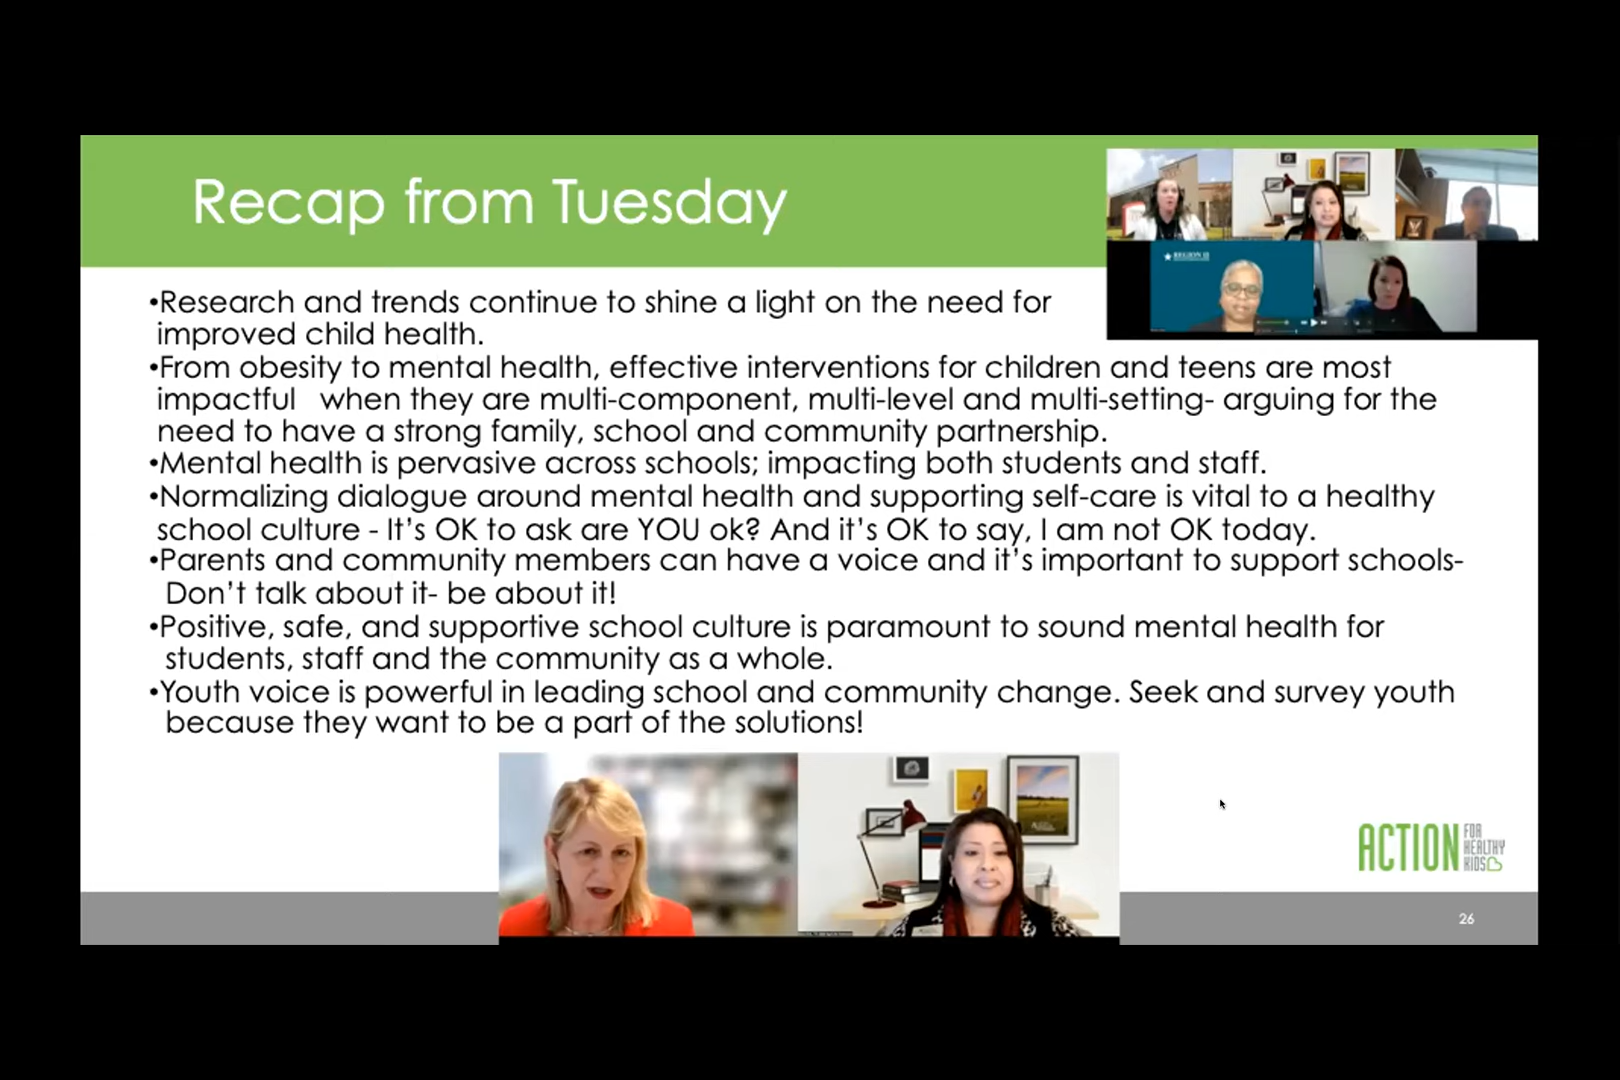 Recap from Tuesday
REGION 13
•Research and trends continue to shine a light on the need for
improved child health.
•From obesity to mental health, effective interventions for children and teens are most
impactful when they are multi-component, multi-level and multi-setting- arguing for the
need to have a strong family, school and community partnership.
•Mental health is pervasive across schools; impacting both students and staff.
•Normalizing dialogue around mental health and supporting self-care is vital to a healthy
school culture - It's OK to ask are YOU ok? And it's OK to say, I am not OK today.
•Parents and community members can have a voice and it's important to support schools-
Don't talk about it- be about it!
•Positive, safe, and supportive school culture is paramount to sound mental health for
students, staff and the community as a whole.
•Youth voice is powerful in leading school and community change. Seek and survey youth
because they want to be a part of the solutions!
ACTION FOR
HEALTHY
KIDS
26